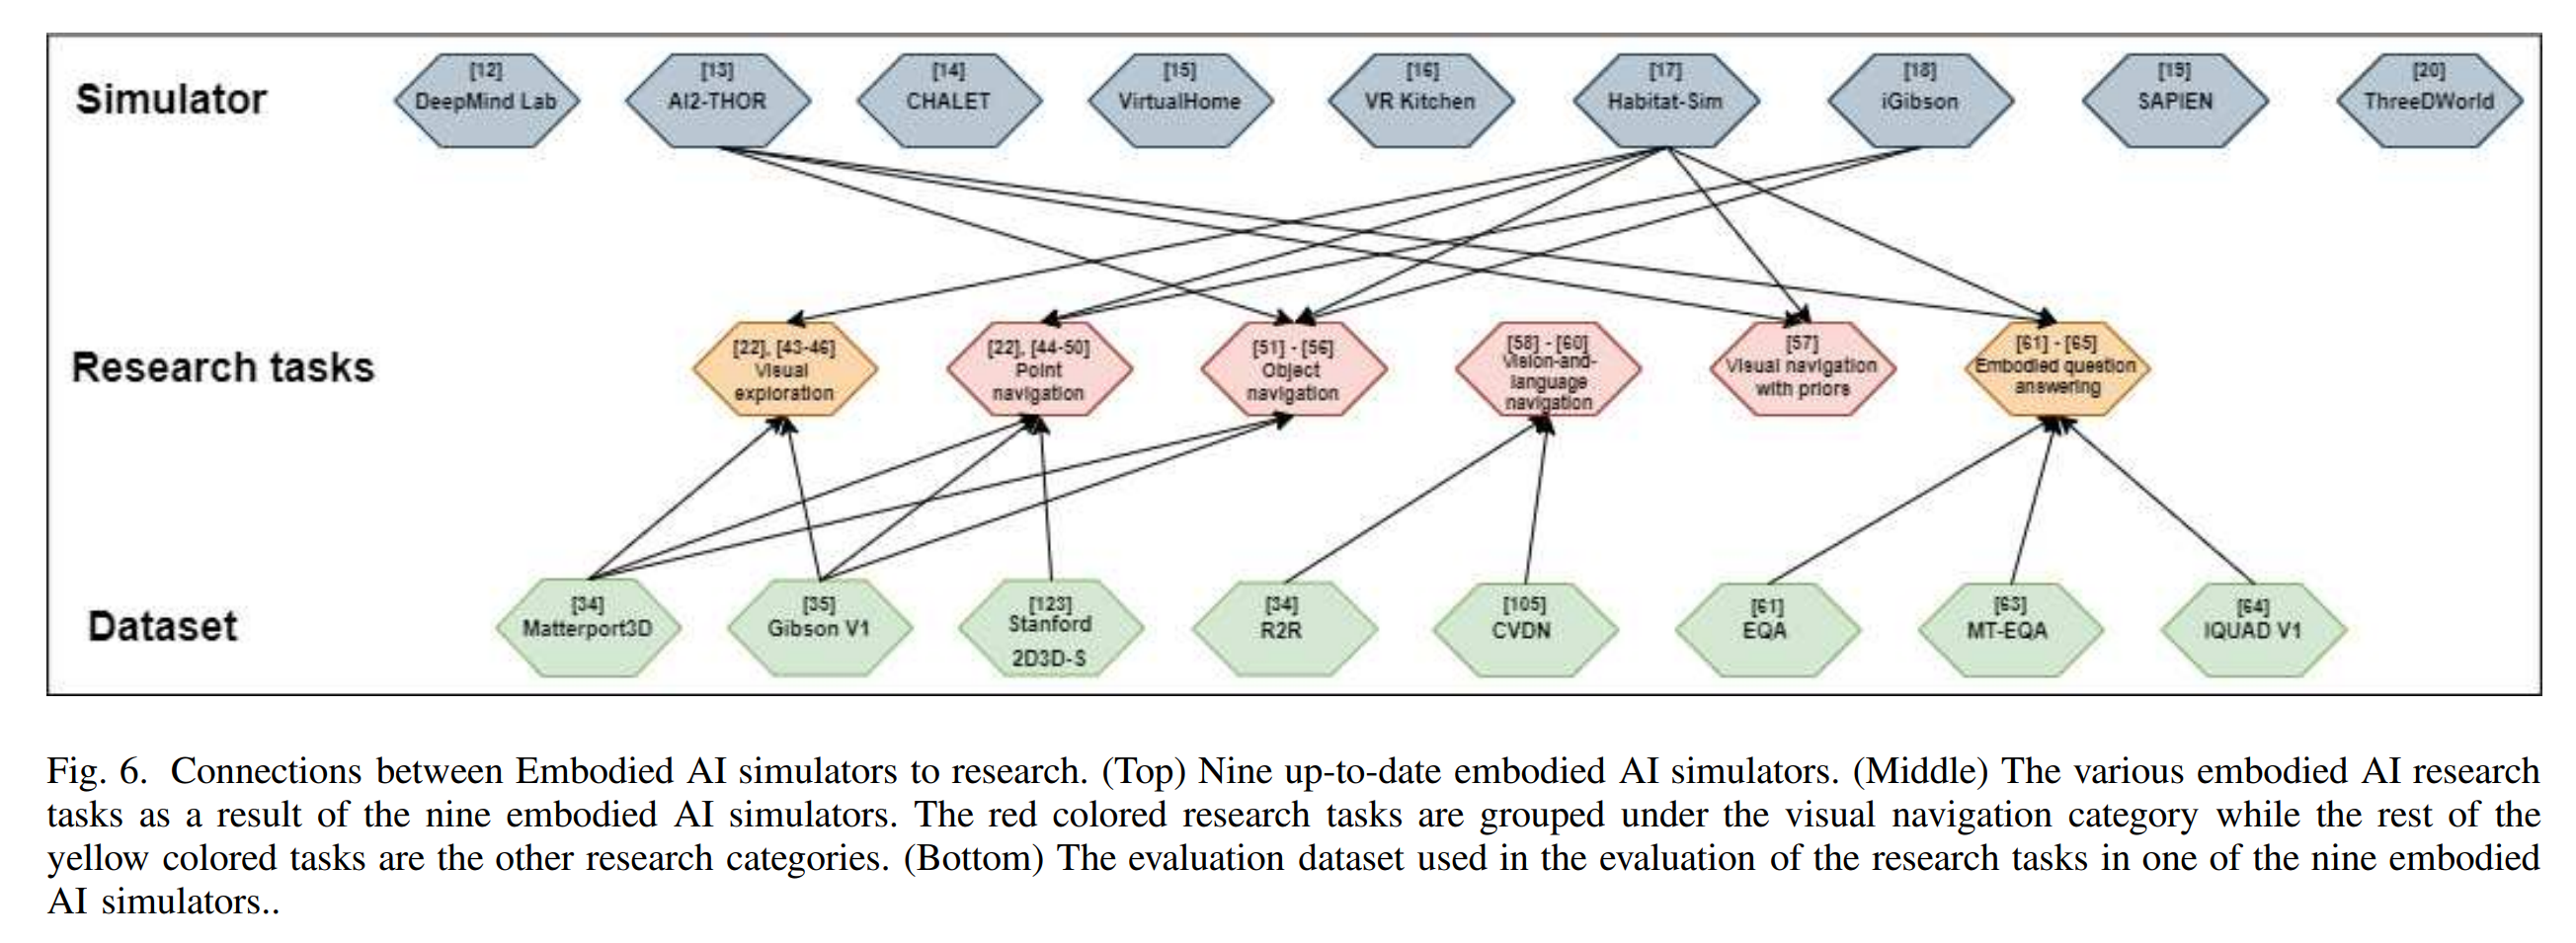 Simulator
[12]
DeepMind Lab
[13]
AI2-THOR
[14]
CHALET
[15]
VirtualHome
[16]
VR Kitchen
[17]
Habitat-Sim
[18]
iGibson
[19]
SAPIEN
[20]
ThreeDWorld
Research tasks
[22], [43-46]
Visual
exploration
[22], [44-50]
Point
navigation
[51] - [56]
Object
navigation
[58] - [60]
Vision-and-
language
navigation
[57]
Visual navigation
with priors
[61] - [65]
Embodied question
answering
Dataset
[34]
Matterport3D
[35]
Gibson V1
[123]
Stanford
2D3D-S
[34]
R2R
[105]
CVDN
[61]
EQA
[63]
MT-EQA
[64]
IQUAD V1
Fig. 6. Connections between Embodied AI simulators to research. (Top) Nine up-to-date embodied AI simulators. (Middle) The various embodied AI research
tasks as a result of the nine embodied AI simulators. The red colored research tasks are grouped under the visual navigation category while the rest of the
yellow colored tasks are the other research categories. (Bottom) The evaluation dataset used in the evaluation of the research tasks in one of the nine embodied
AI simulators..